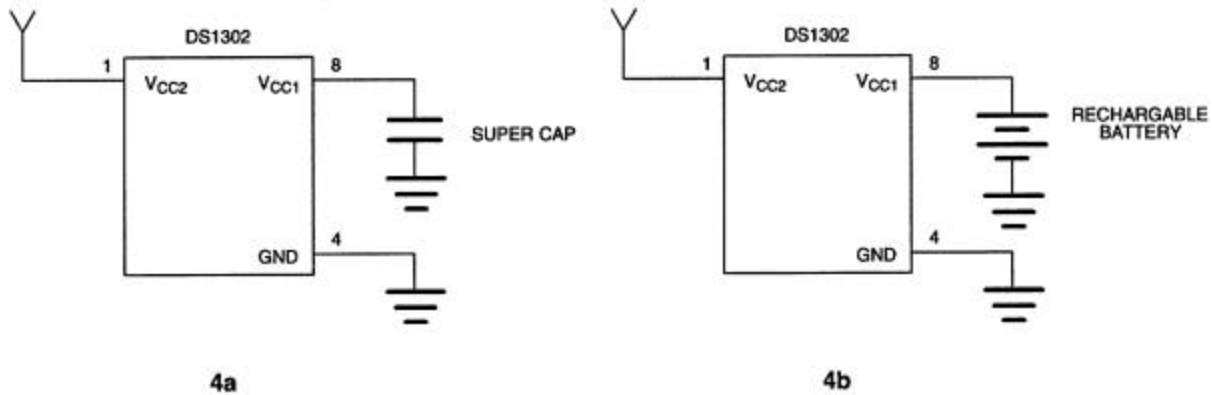 DS1302
1
VCC2
VCC1
8
SUPER CAP
GND
4
4a
DS1302
1
VCC2
VCC1
8
RECHARGABLE
BATTERY
GND
4
4b